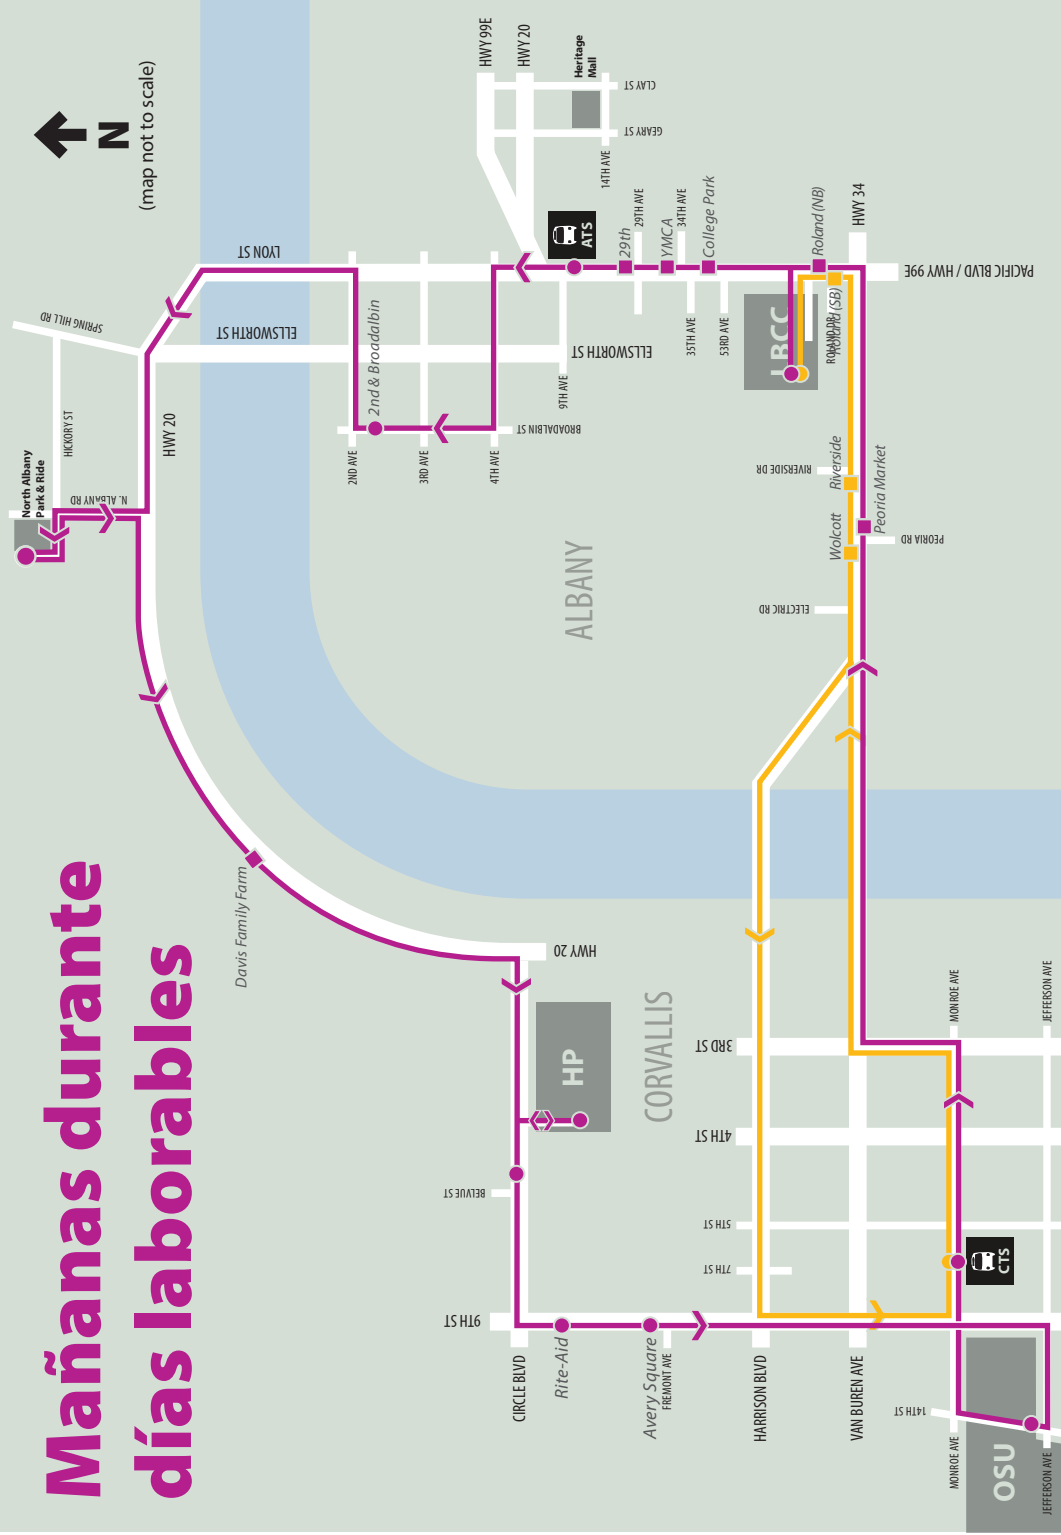 Mañanas durante
días laborables
N
(map not to scale)
North Albany
Park & Ride
HICKORY ST
SPRING HILL RD
N. ALBANY RD
HWY 20
LYON ST
ELLSWORTH ST
2nd & Broadalbin
2ND AVE
3RD AVE
4TH AVE
BROADALBIN ST
9TH AVE
ELLSWORTH ST
HWY 99E
HWY 20
Heritage
Mall
CLAY ST
GEARY ST
14TH AVE
ATS
29th
29TH AVE
YMCA
34TH AVE
College Park
35TH AVE
53RD AVE
LBCC
Roland (NB)
ROLAND DR
Roland (SB)
HWY 34
PACIFIC BLVD / HWY 99E
RIVERSIDE DR
Riverside
Peoria Market
Wolcott
PEORIA RD
ELECTRIC RD
ALBANY
Davis Family Farm
HWY 20
HP
CORVALLIS
BELVUE ST
9TH ST
CIRCLE BLVD
Rite-Aid
Avery Square
FREMONT AVE
3RD ST
4TH ST
5TH ST
7TH ST
HARRISON BLVD
VAN BUREN AVE
MONROE AVE
JEFFERSON AVE
CTS
14TH ST
MONROE AVE
OSU
JEFFERSON AVE